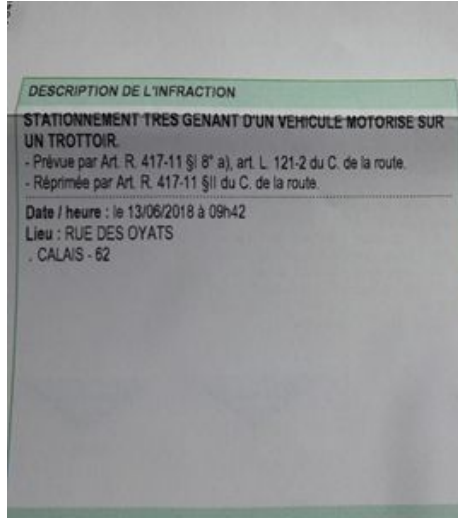 DESCRIPTION DE L'INFRACTION
STATIONNEMENT TRES GENANT D'UN VEHICULE MOTORISE SUR
UN TROTTOIR.
- Prévue par Art. R. 417-11 §I 8° a), art. L. 121-2 du C. de la route.
- Réprimée par Art. R. 417-11 §II du C. de la route.
Date / heure : le 13/06/2018 à 09h42
Lieu : RUE DES OYATS
. CALAIS - 62